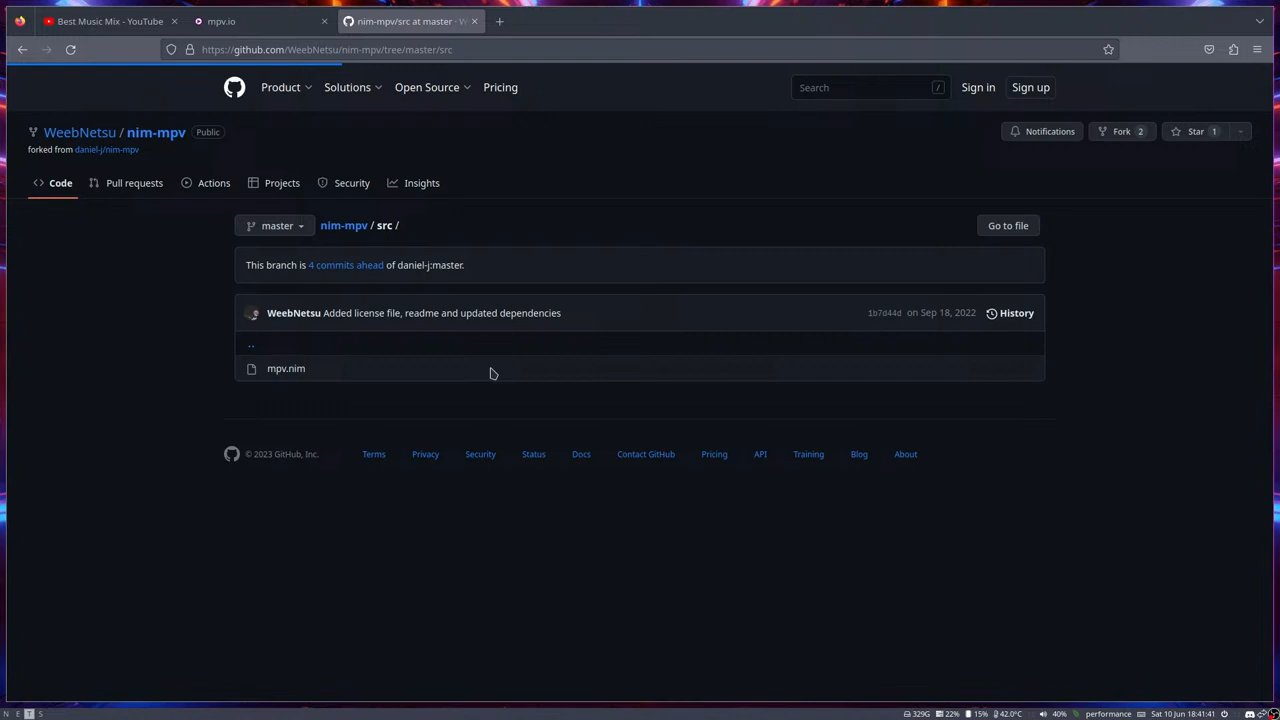 Best Music Mix - YouTube
mpv.io
nim-mpv/src at master · W
https://github.com/WeebNetsu/nim-mpv/tree/master/src
Product Solutions Open Source Pricing
Search /
Sign in Sign up
WeebNetsu / nim-mpv Public
Notifications Fork 2 Star 1
forked from daniel-j/nim-mpv
Code Pull requests Actions Projects Security Insights
master nim-mpv / src / Go to file
This branch is 4 commits ahead of daniel-j:master.
WeebNetsu Added license file, readme and updated dependencies 1b7d44d on Sep 18, 2022 History
..
mpv.nim
© 2023 GitHub, Inc. Terms Privacy Security Status Docs Contact GitHub Pricing API Training Blog About
N E T S 329G 22% 15% 42.0°C 40% performance Sat 10 Jun 18:41:41